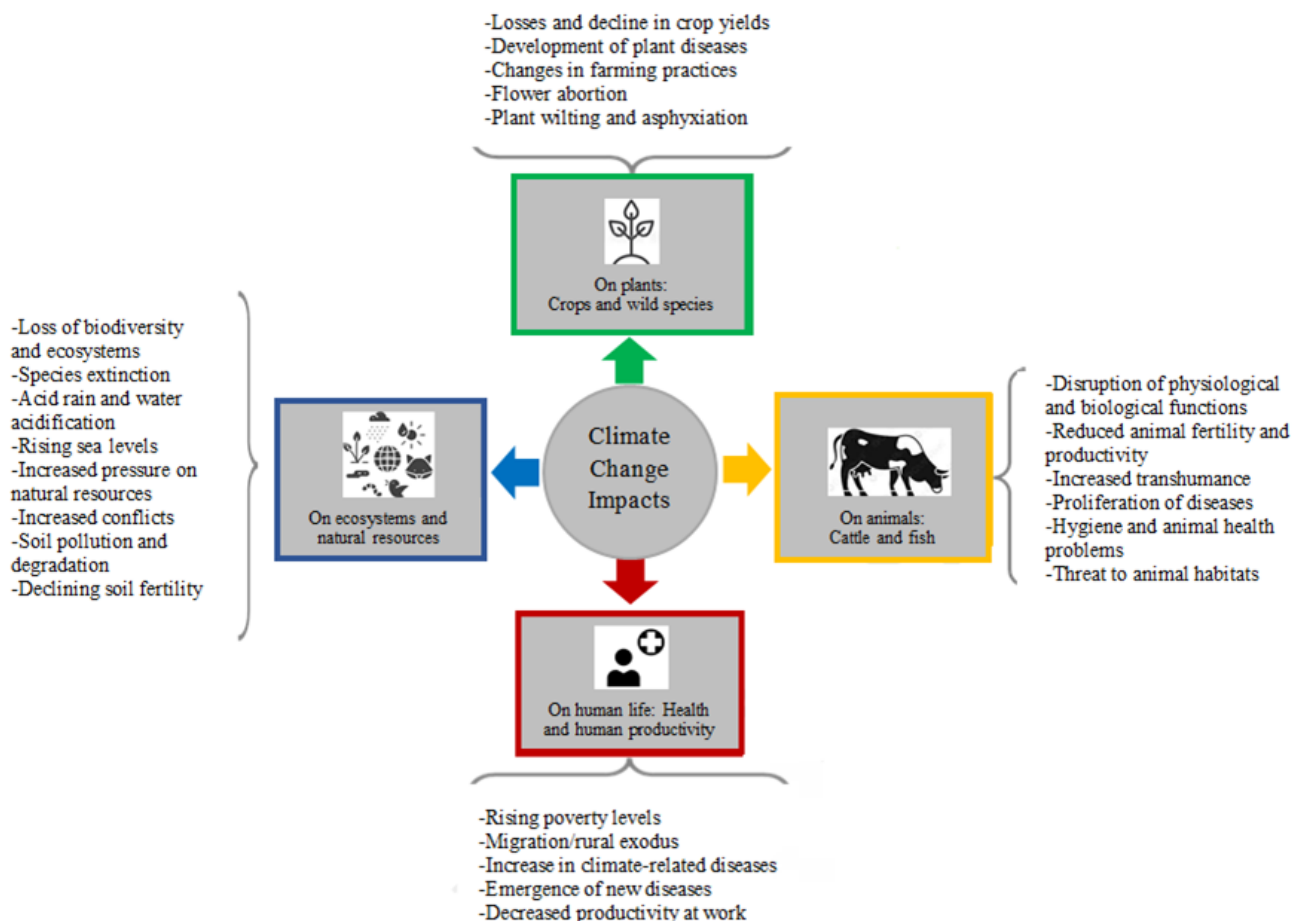 -Losses and decline in crop yields
-Development of plant diseases
-Changes in farming practices
-Flower abortion
-Plant wilting and asphyxiation
On plants:
Crops and wild species
-Loss of biodiversity
and ecosystems
-Species extinction
-Acid rain and water
acidification
-Rising sea levels
-Increased pressure on
natural resources
-Increased conflicts
-Soil pollution and
degradation
-Declining soil fertility
On ecosystems and
natural resources
Climate
Change
Impacts
On animals:
Cattle and fish
-Disruption of physiological
and biological functions
-Reduced animal fertility and
productivity
-Increased transhumance
-Proliferation of diseases
-Hygiene and animal health
problems
-Threat to animal habitats
On human life: Health
and human productivity
-Rising poverty levels
-Migration/rural exodus
-Increase in climate-related diseases
-Emergence of new diseases
-Decreased productivity at work